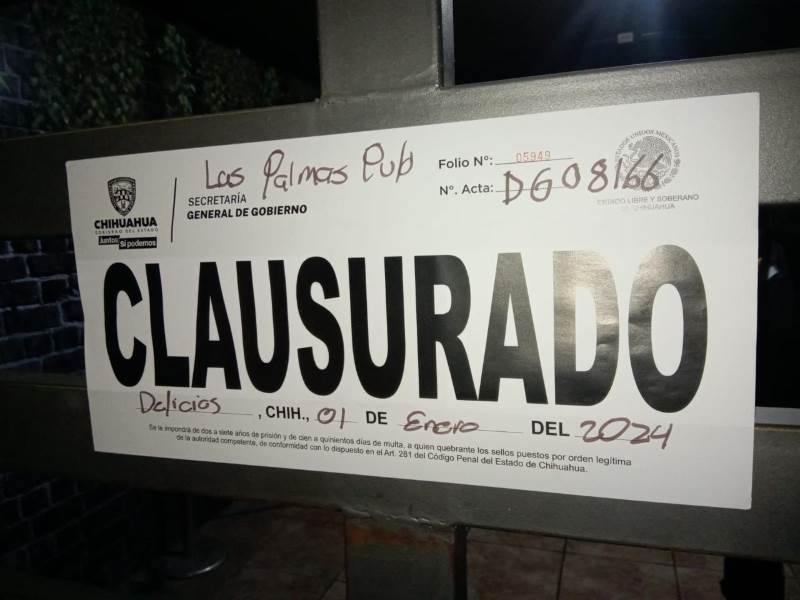 Las Palmas Pub
Folio N°: 05949
N°. Acta: DG08166
SECRETARÍA
GENERAL DE GOBIERNO
CHIHUAHUA
GOBIERNO DEL ESTADO
Juntos Sí podemos
ESTADOS UNIDOS MEXICANOS
ESTADO LIBRE Y SOBERANO
DE CHIHUAHUA
CLAUSURADO
Delicias, CHIH., 01 DE Enero DEL 2024
Se le impondrá de dos a siete años de prisión y de cien a quinientos días de multa, a quien quebrante los sellos puestos por orden legítima
de la autoridad competente, de conformidad con lo dispuesto en el Art. 281 del Código Penal del Estado de Chihuahua.